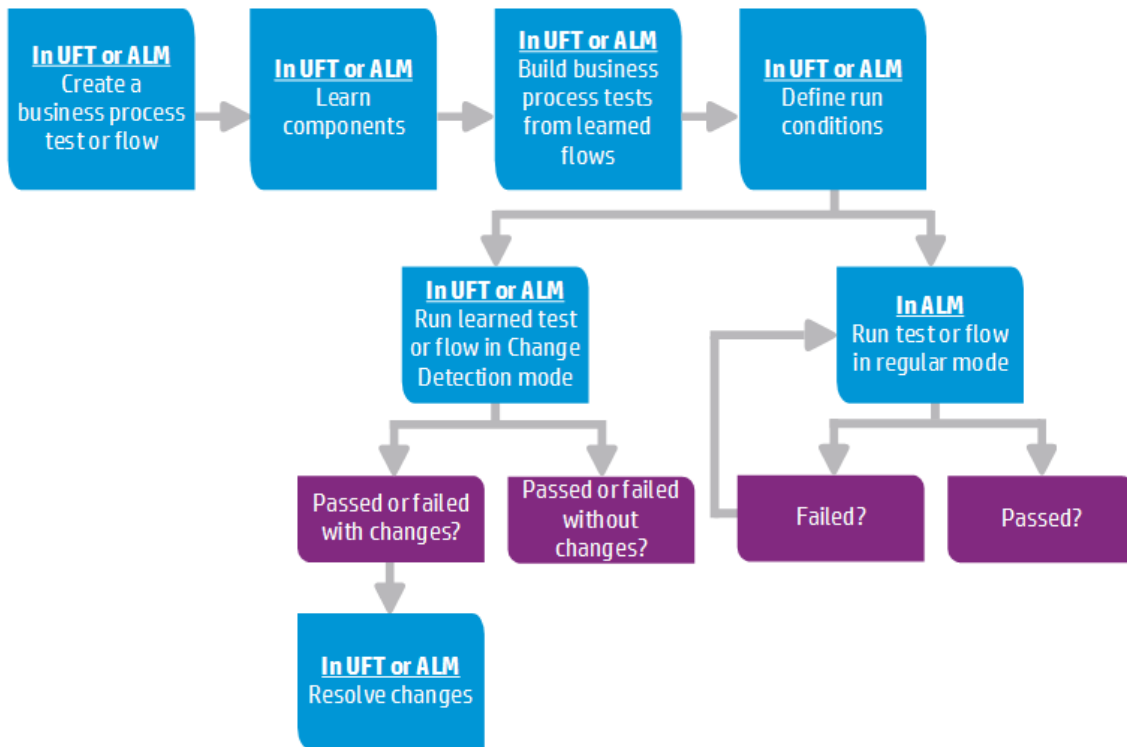 In UFT or ALM
Create a
business process
test or flow
In UFT or ALM
Learn
components
In UFT or ALM
Build business
process tests
from learned
flows
In UFT or ALM
Define run
conditions
In UFT or ALM
Run learned test
or flow in Change
Detection mode
In ALM
Run test or flow
in regular mode
Passed or failed
with changes?
Passed or failed
without
changes?
Failed?
Passed?
In UFT or ALM
Resolve changes